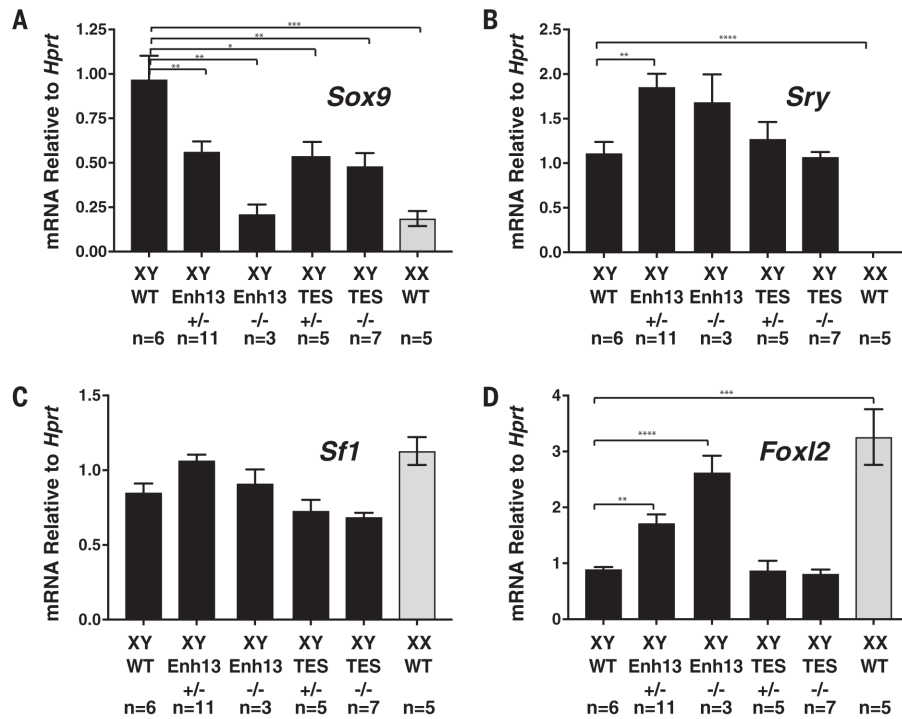 A
mRNA Relative to Hprt
1.25
1.00
0.75
0.50
0.25
0.00
***
**
*
**
**
Sox9
XY XY XY XY XY XX
WT Enh13 Enh13 TES TES WT
+/- -/- +/- -/-
n=6 n=11 n=3 n=5 n=7 n=5
B
mRNA Relative to Hprt
2.5
2.0
1.5
1.0
0.5
0.0
****
**
Sry
XY XY XY XY XY XX
WT Enh13 Enh13 TES TES WT
+/- -/- +/- -/-
n=6 n=11 n=3 n=5 n=7 n=5
C
mRNA Relative to Hprt
1.5
1.0
0.5
0.0
Sf1
XY XY XY XY XY XX
WT Enh13 Enh13 TES TES WT
+/- -/- +/- -/-
n=6 n=11 n=3 n=5 n=7 n=5
D
mRNA Relative to Hprt
4
3
2
1
0
***
****
**
Foxl2
XY XY XY XY XY XX
WT Enh13 Enh13 TES TES WT
+/- -/- +/- -/-
n=6 n=11 n=3 n=5 n=7 n=5